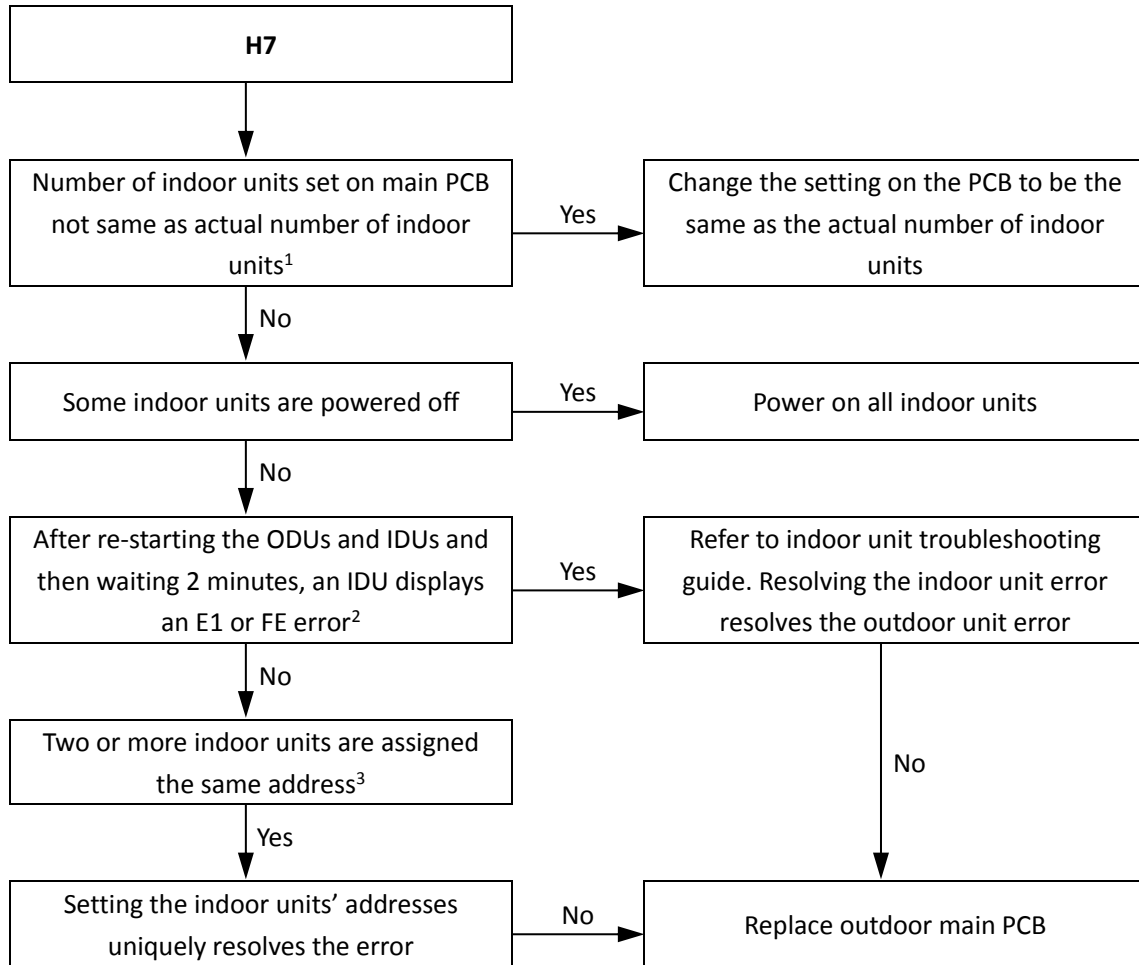 H7
Number of indoor units set on main PCB
not same as actual number of indoor
units¹
Yes
Change the setting on the PCB to be the
same as the actual number of indoor
units
No
Some indoor units are powered off
Yes
Power on all indoor units
No
After re-starting the ODUs and IDUs and
then waiting 2 minutes, an IDU displays
an E1 or FE error²
Yes
Refer to indoor unit troubleshooting
guide. Resolving the indoor unit error
resolves the outdoor unit error
No
Two or more indoor units are assigned
the same address³
No
Yes
Setting the indoor units’ addresses
uniquely resolves the error
No
Replace outdoor main PCB